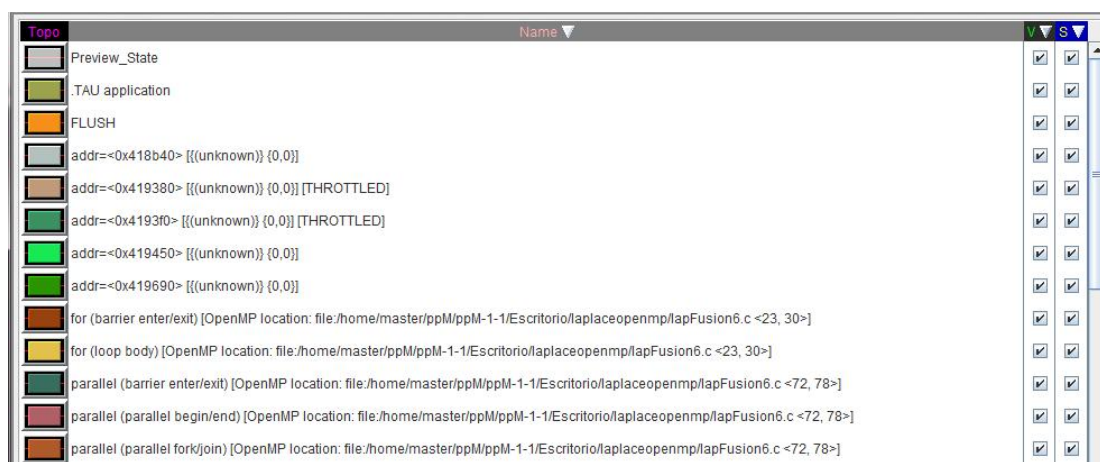 Topo Name V S
Preview_State
.TAU application
FLUSH
addr=<0x418b40> [{(unknown)} {0,0}]
addr=<0x419380> [{(unknown)} {0,0}] [THROTTLED]
addr=<0x4193f0> [{(unknown)} {0,0}] [THROTTLED]
addr=<0x419450> [{(unknown)} {0,0}]
addr=<0x419690> [{(unknown)} {0,0}]
for (barrier enter/exit) [OpenMP location: file:/home/master/ppM/ppM-1-1/Escritorio/laplaceopenmp/lapFusion6.c <23, 30>]
for (loop body) [OpenMP location: file:/home/master/ppM/ppM-1-1/Escritorio/laplaceopenmp/lapFusion6.c <23, 30>]
parallel (barrier enter/exit) [OpenMP location: file:/home/master/ppM/ppM-1-1/Escritorio/laplaceopenmp/lapFusion6.c <72, 78>]
parallel (parallel begin/end) [OpenMP location: file:/home/master/ppM/ppM-1-1/Escritorio/laplaceopenmp/lapFusion6.c <72, 78>]
parallel (parallel fork/join) [OpenMP location: file:/home/master/ppM/ppM-1-1/Escritorio/laplaceopenmp/lapFusion6.c <72, 78>]